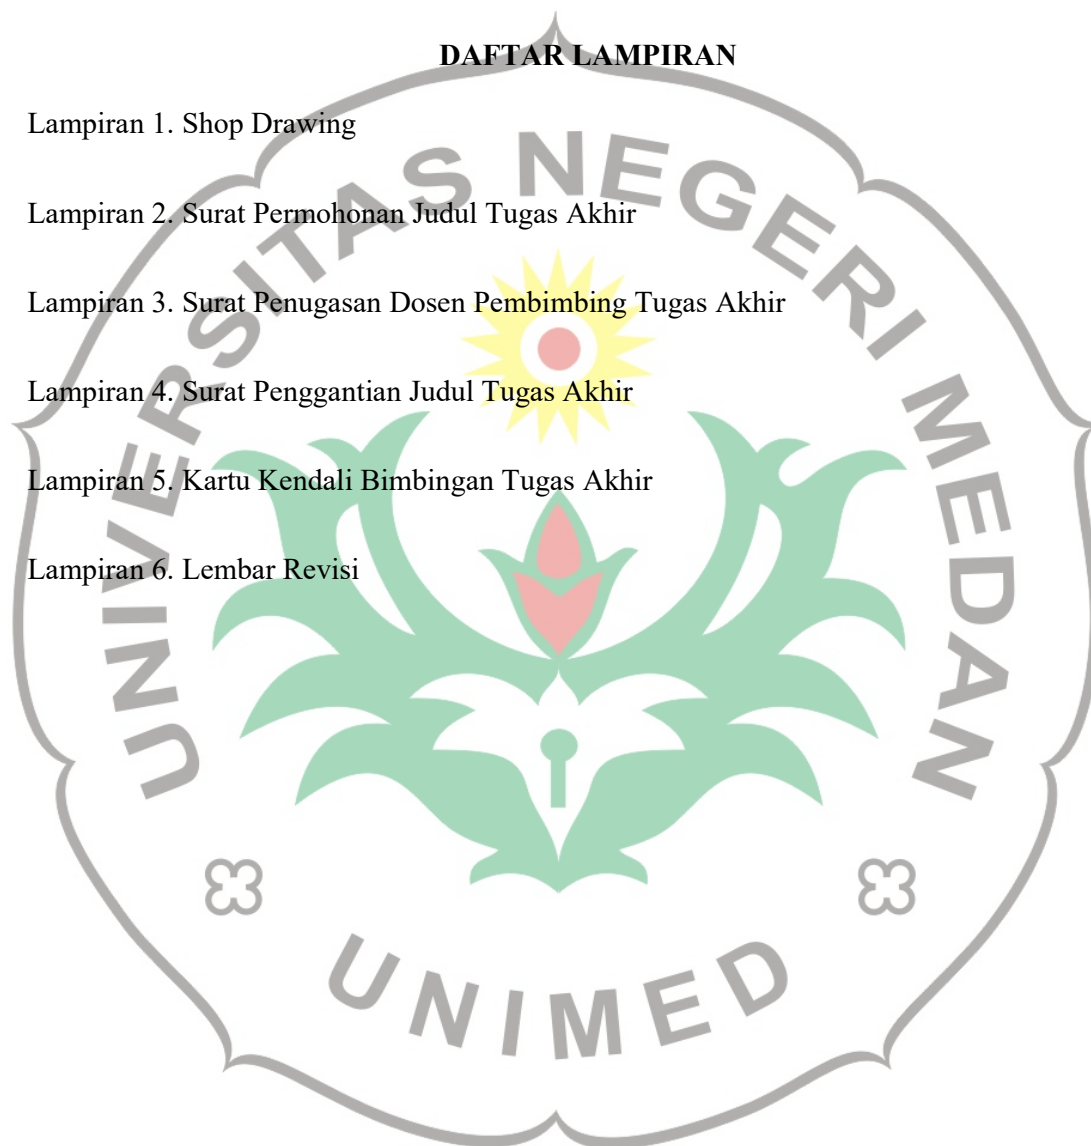 DAFTAR LAMPIRAN
Lampiran 1. Shop Drawing
Lampiran 2. Surat Permohonan Judul Tugas Akhir
Lampiran 3. Surat Penugasan Dosen Pembimbing Tugas Akhir
Lampiran 4. Surat Penggantian Judul Tugas Akhir
Lampiran 5. Kartu Kendali Bimbingan Tugas Akhir
Lampiran 6. Lembar Revisi
UNIVERSITAS NEGERI MEDAN
UNIMED